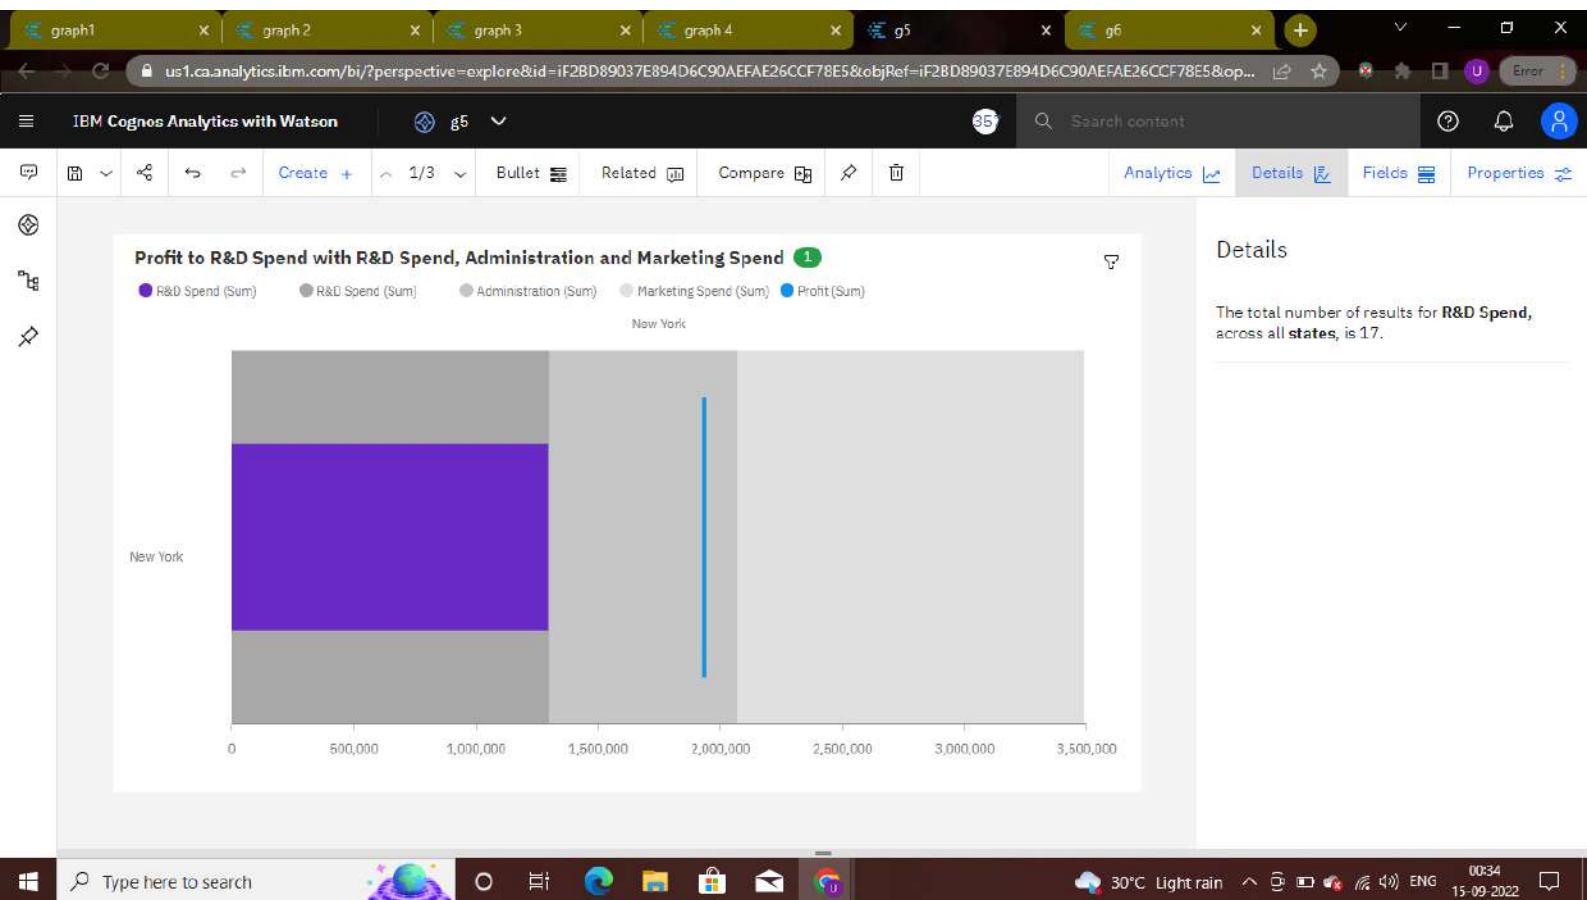 graph1 graph 2 graph 3 graph 4 g5 g6
us1.ca.analytics.ibm.com/bi/?perspective=explore&id=iF2BD89037E894D6C90AEFAE26CCF78E5&objRef=iF2BD89037E894D6C90AEFAE26CCF78E5&op... U Error
IBM Cognos Analytics with Watson g5 Search content
Create + 1/3 Bullet Related Compare Analytics Details Fields Properties
Profit to R&D Spend with R&D Spend, Administration and Marketing Spend 1
R&D Spend (Sum) R&D Spend (Sum) Administration (Sum) Marketing Spend (Sum) Profit (Sum)
New York
New York
0 500,000 1,000,000 1,500,000 2,000,000 2,500,000 3,000,000 3,500,000
Details
The total number of results for R&D Spend,
across all states, is 17.
Type here to search
30°C Light rain ENG
00:34
15-09-2022